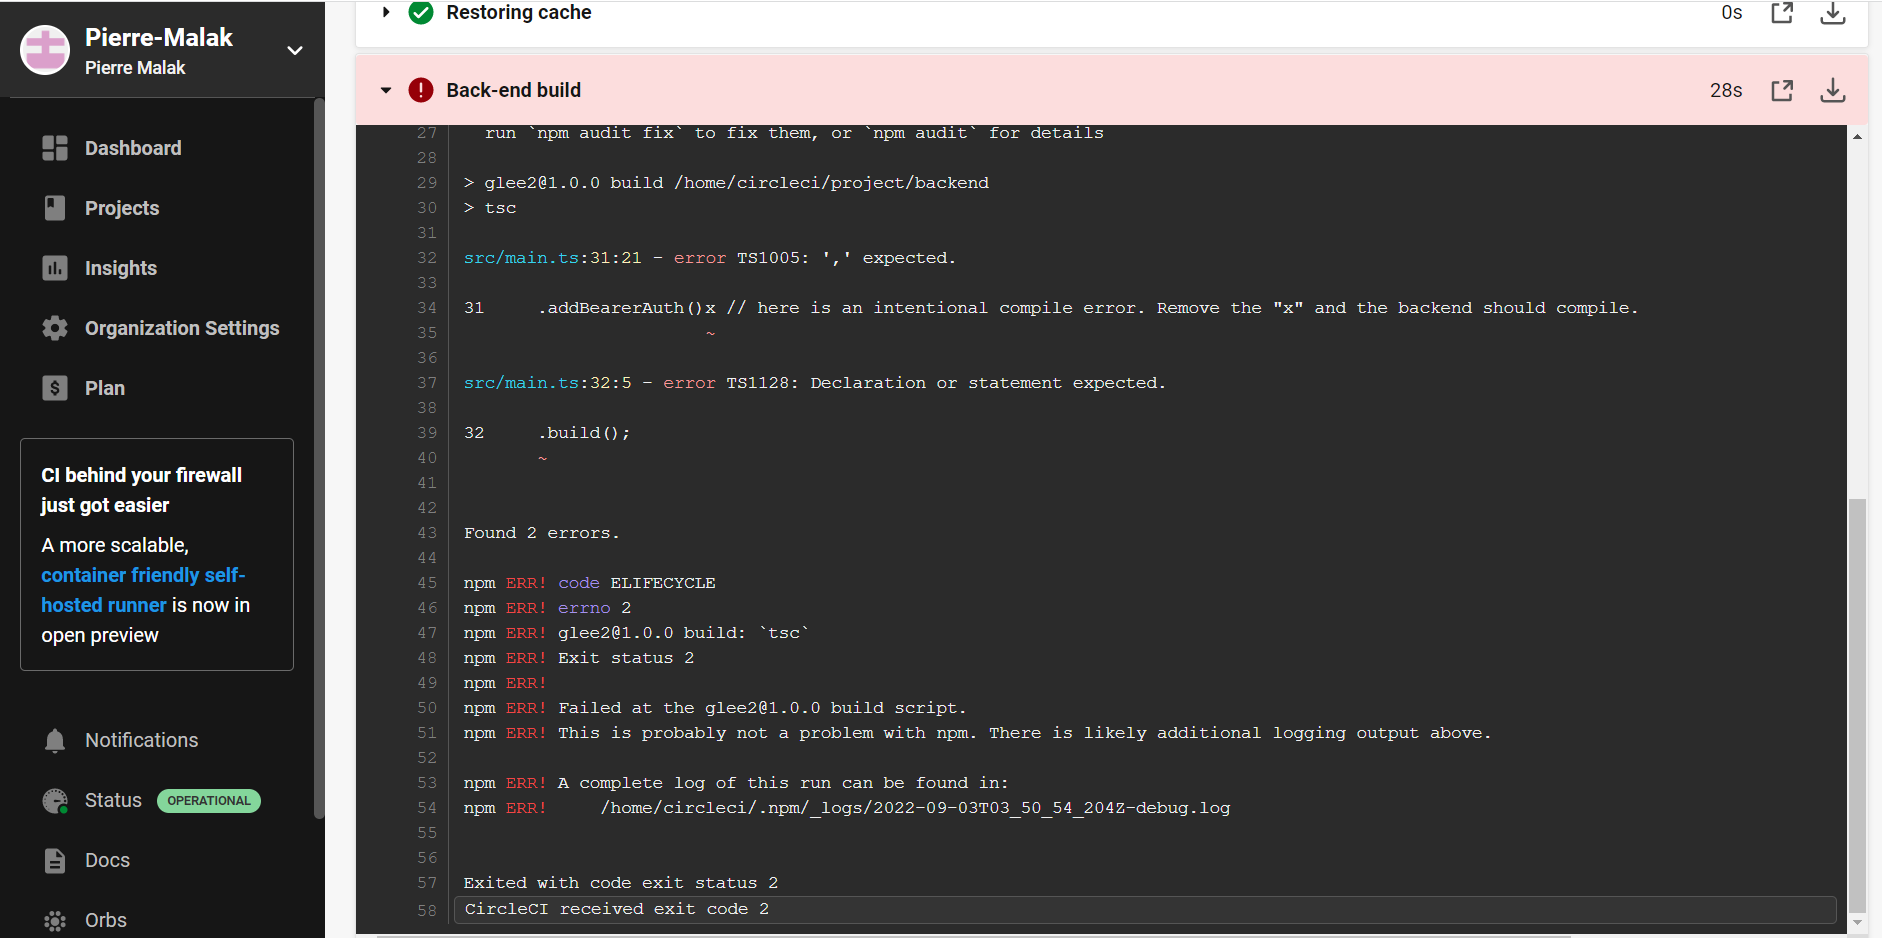 Pierre-Malak
Pierre Malak
Dashboard
Projects
Insights
Organization Settings
Plan
CI behind your firewall
just got easier
A more scalable,
container friendly self-
hosted runner is now in
open preview
Notifications
Status OPERATIONAL
Docs
Orbs
Restoring cache 0s
Back-end build 28s
27 run `npm audit fix` to fix them, or `npm audit` for details
28
29 > glee2@1.0.0 build /home/circleci/project/backend
30 > tsc
31
32 src/main.ts:31:21 - error TS1005: ',' expected.
33
34 31 .addBearerAuth()x // here is an intentional compile error. Remove the "x" and the backend should compile.
35 ~
36
37 src/main.ts:32:5 - error TS1128: Declaration or statement expected.
38
39 32 .build();
40 ~
41
42
43 Found 2 errors.
44
45 npm ERR! code ELIFECYCLE
46 npm ERR! errno 2
47 npm ERR! glee2@1.0.0 build: `tsc`
48 npm ERR! Exit status 2
49 npm ERR!
50 npm ERR! Failed at the glee2@1.0.0 build script.
51 npm ERR! This is probably not a problem with npm. There is likely additional logging output above.
52
53 npm ERR! A complete log of this run can be found in:
54 npm ERR! /home/circleci/.npm/_logs/2022-09-03T03_50_54_204Z-debug.log
55
56
57 Exited with code exit status 2
58 CircleCI received exit code 2